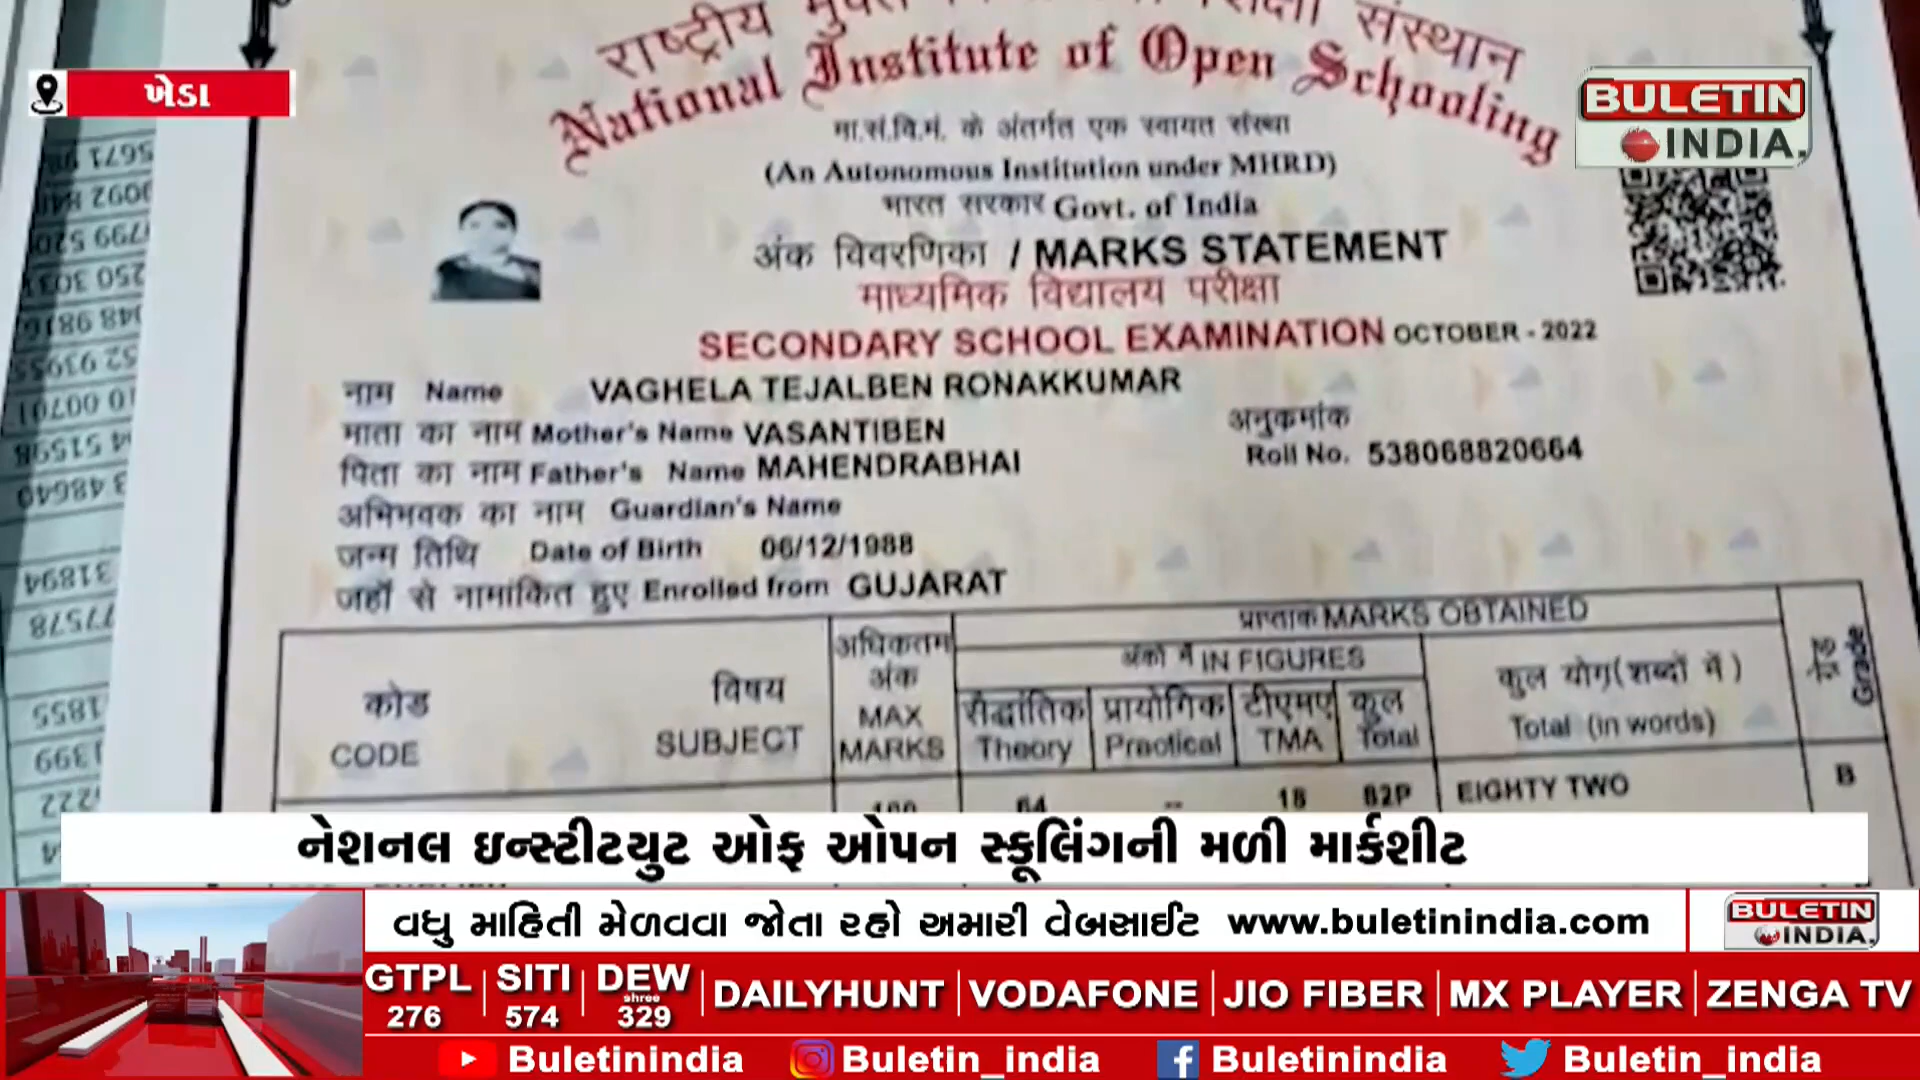 ખેડા
BULETIN
INDIA.
राष्ट्रीय
संस्थान
National Institute of Open Schooling
मा.सं.वि.मं. के अंतर्गत एक स्वायत संस्था
(An Autonomous Institution under MHRD)
भारत सरकार Govt. of India
अंक विवरणिका / MARKS STATEMENT
माध्यमिक विद्यालय परीक्षा
SECONDARY SCHOOL EXAMINATION OCTOBER - 2022
नाम Name VAGHELA TEJALBEN RONAKKUMAR
माता का नाम Mother's Name VASANTIBEN
अनुक्रमांक
पिता का नाम Father's Name MAHENDRABHAI
Roll No. 538068820664
अभिभवक का नाम Guardian's Name
जन्म तिथि Date of Birth 06/12/1988
जहाँ से नामांकित हुए Enrolled from GUJARAT
कोड
CODE
विषय
SUBJECT
अधिकतम
अंक
MAX
MARKS
प्राप्तांक MARKS OBTAINED
अंको में IN FIGURES
सैद्धांतिक
Theory
प्रायोगिक
Practical
टीएमए
TMA
कुल
Total
कुल योग(शब्दों में)
Total (in words)
ग्रेड
Grade
100 64 -- 18 82P EIGHTY TWO B
નેશનલ ઇન્સ્ટીટયુટ ઓફ ઓપન સ્કૂલિંગની મળી માર્કશીટ
વધુ માહિતી મેળવવા જોતા રહો અમારી વેબસાઈટ www.buletinindia.com
BULETIN
INDIA.
GTPL 276 | SITI 574 | DEW shree 329 | DAILYHUNT | VODAFONE | JIO FIBER | MX PLAYER | ZENGA TV
Buletinindia Buletin_india Buletinindia Buletin_india